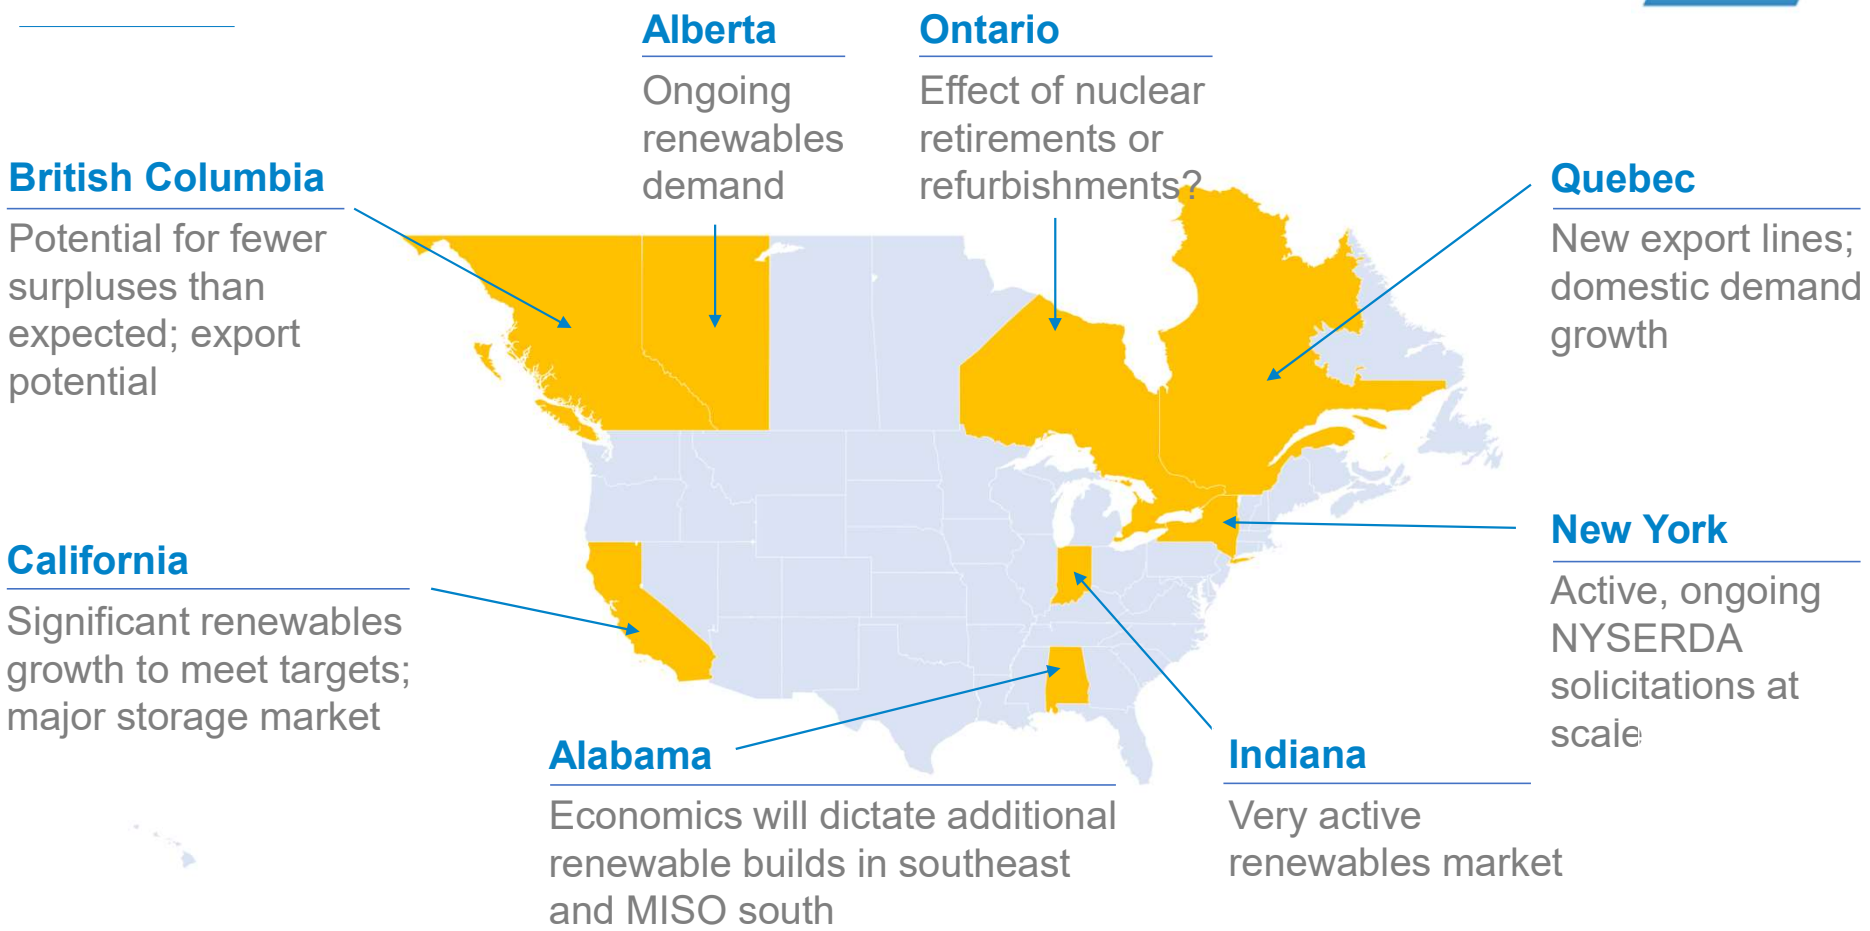 Alberta
Ongoing
renewables
demand
Ontario
Effect of nuclear
retirements or
refurbishments?
British Columbia
Potential for fewer
surpluses than
expected; export
potential
Quebec
New export lines;
domestic demand
growth
California
Significant renewables
growth to meet targets;
major storage market
New York
Active, ongoing
NYSERDA
solicitations at
scale
Alabama
Economics will dictate additional
renewable builds in southeast
and MISO south
Indiana
Very active
renewables market